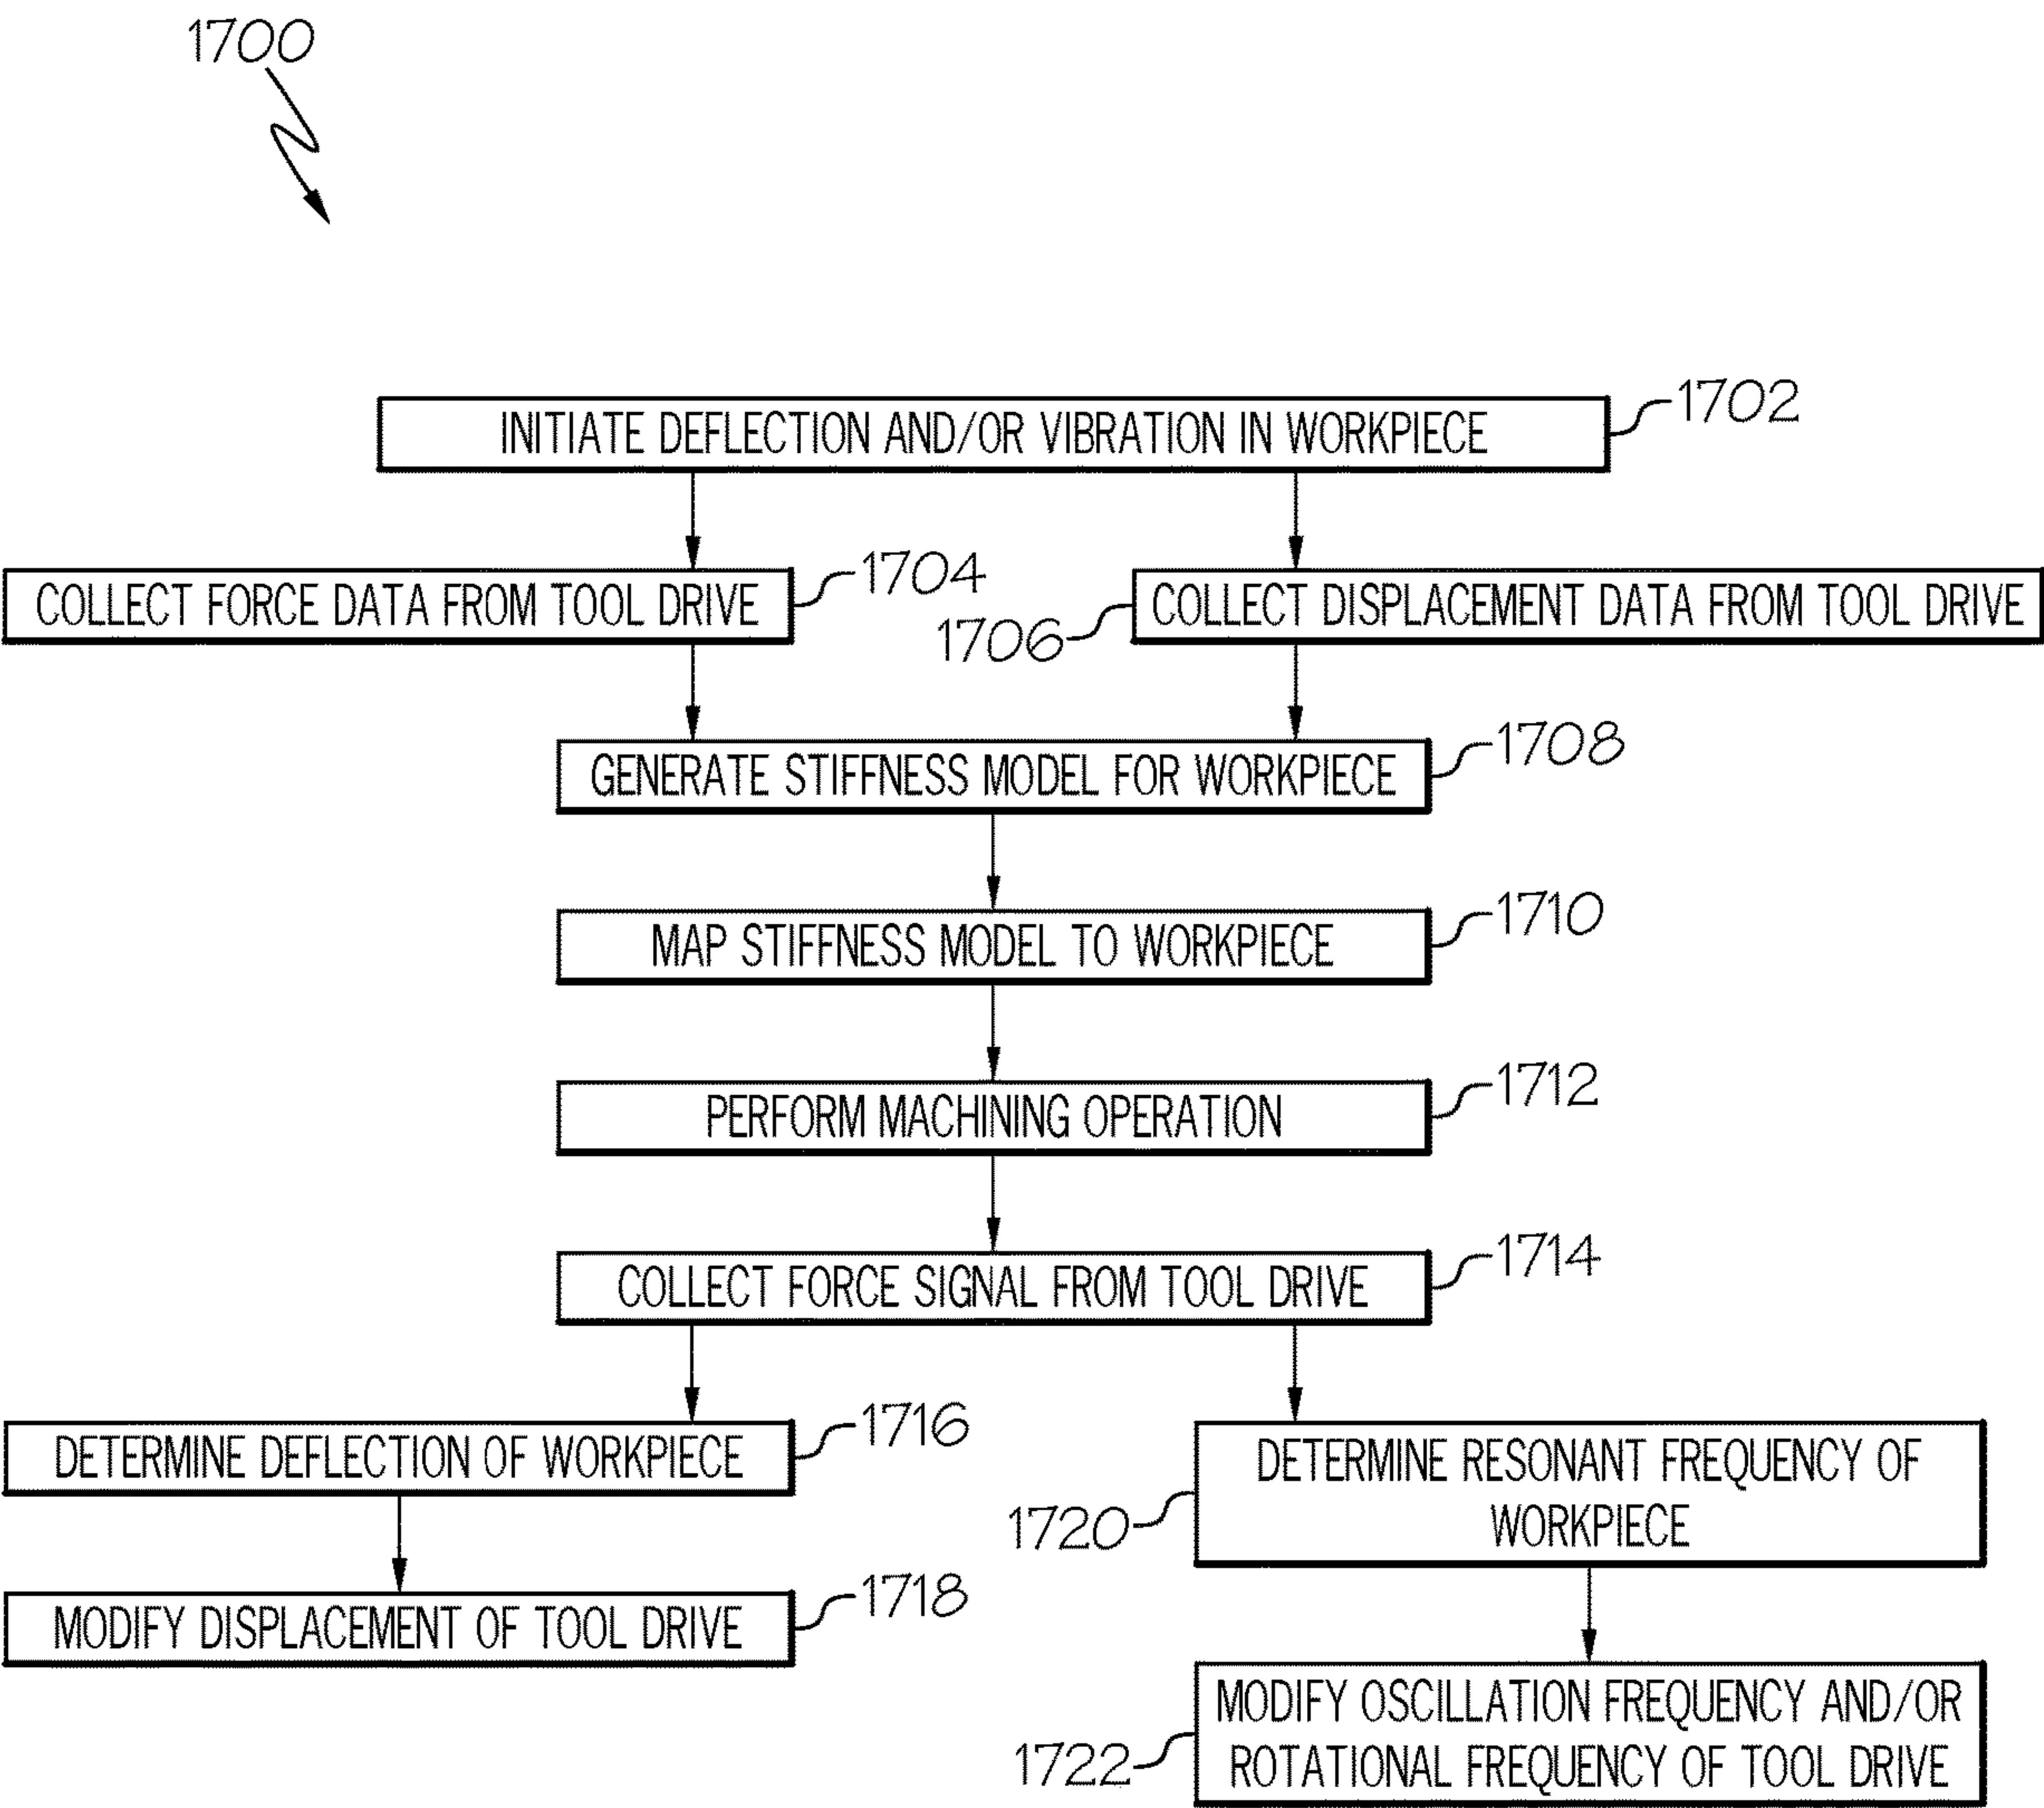 1700
INITIATE DEFLECTION AND/OR VIBRATION IN WORKPIECE
1702
COLLECT FORCE DATA FROM TOOL DRIVE
1704
1706
COLLECT DISPLACEMENT DATA FROM TOOL DRIVE
GENERATE STIFFNESS MODEL FOR WORKPIECE
1708
MAP STIFFNESS MODEL TO WORKPIECE
1710
PERFORM MACHINING OPERATION
1712
COLLECT FORCE SIGNAL FROM TOOL DRIVE
1714
DETERMINE DEFLECTION OF WORKPIECE
1716
MODIFY DISPLACEMENT OF TOOL DRIVE
1718
1720
DETERMINE RESONANT FREQUENCY OF
WORKPIECE
1722
MODIFY OSCILLATION FREQUENCY AND/OR
ROTATIONAL FREQUENCY OF TOOL DRIVE